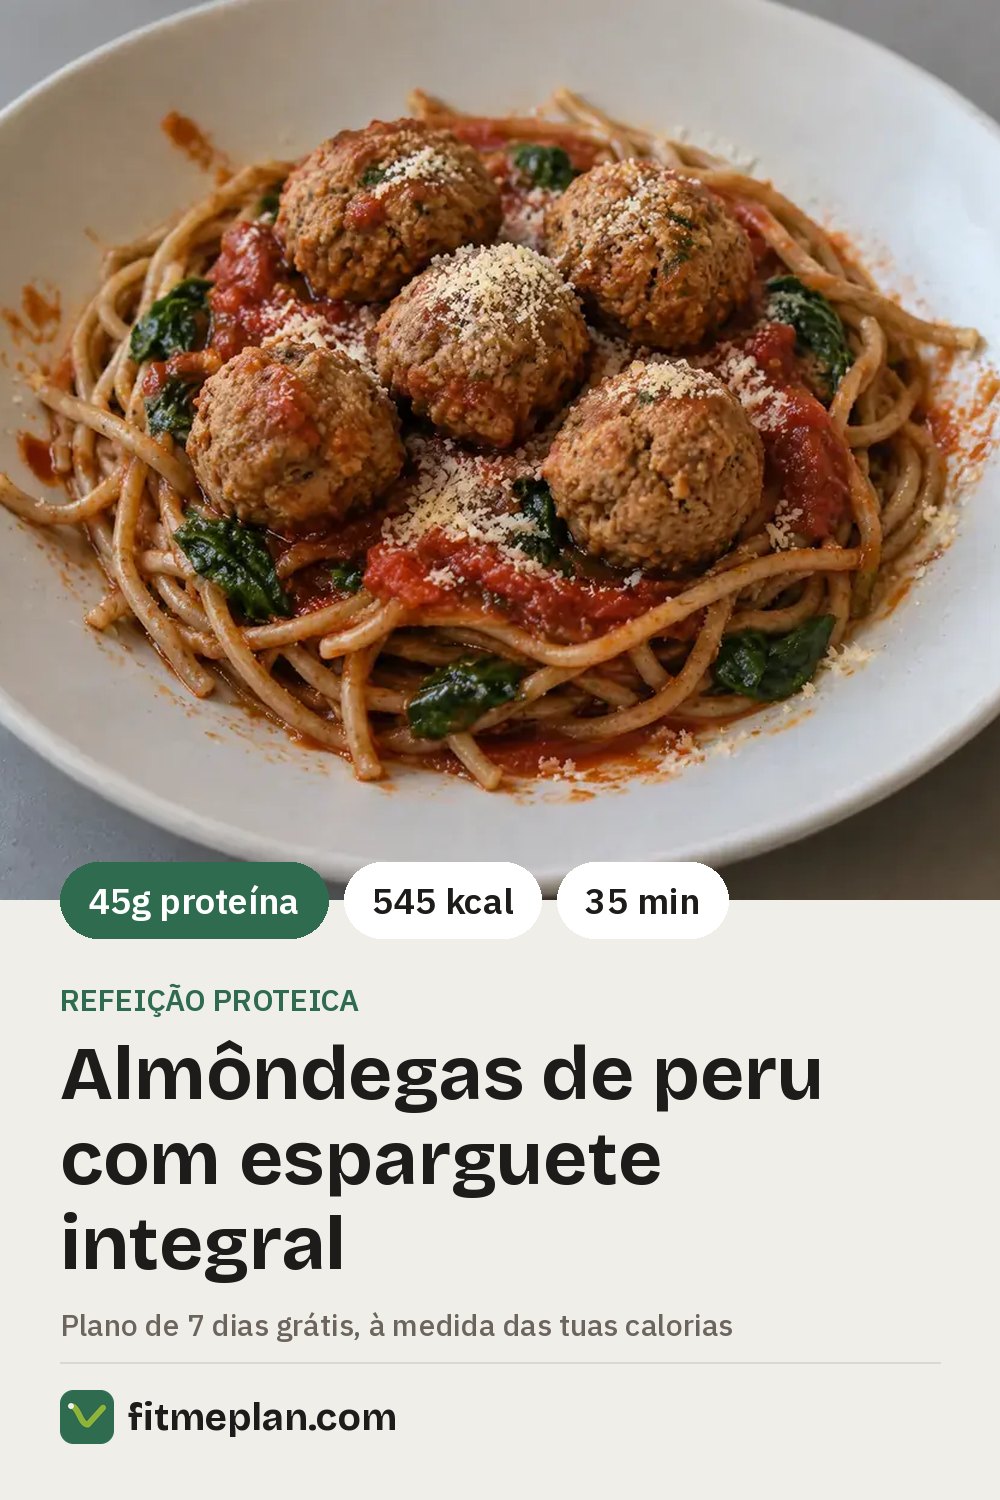 45g proteína
545 kcal
35 min
REFEIÇÃO PROTEICA
Almôndegas de peru
com esparguete
integral
Plano de 7 dias grátis, à medida das tuas calorias
fitmeplan.com